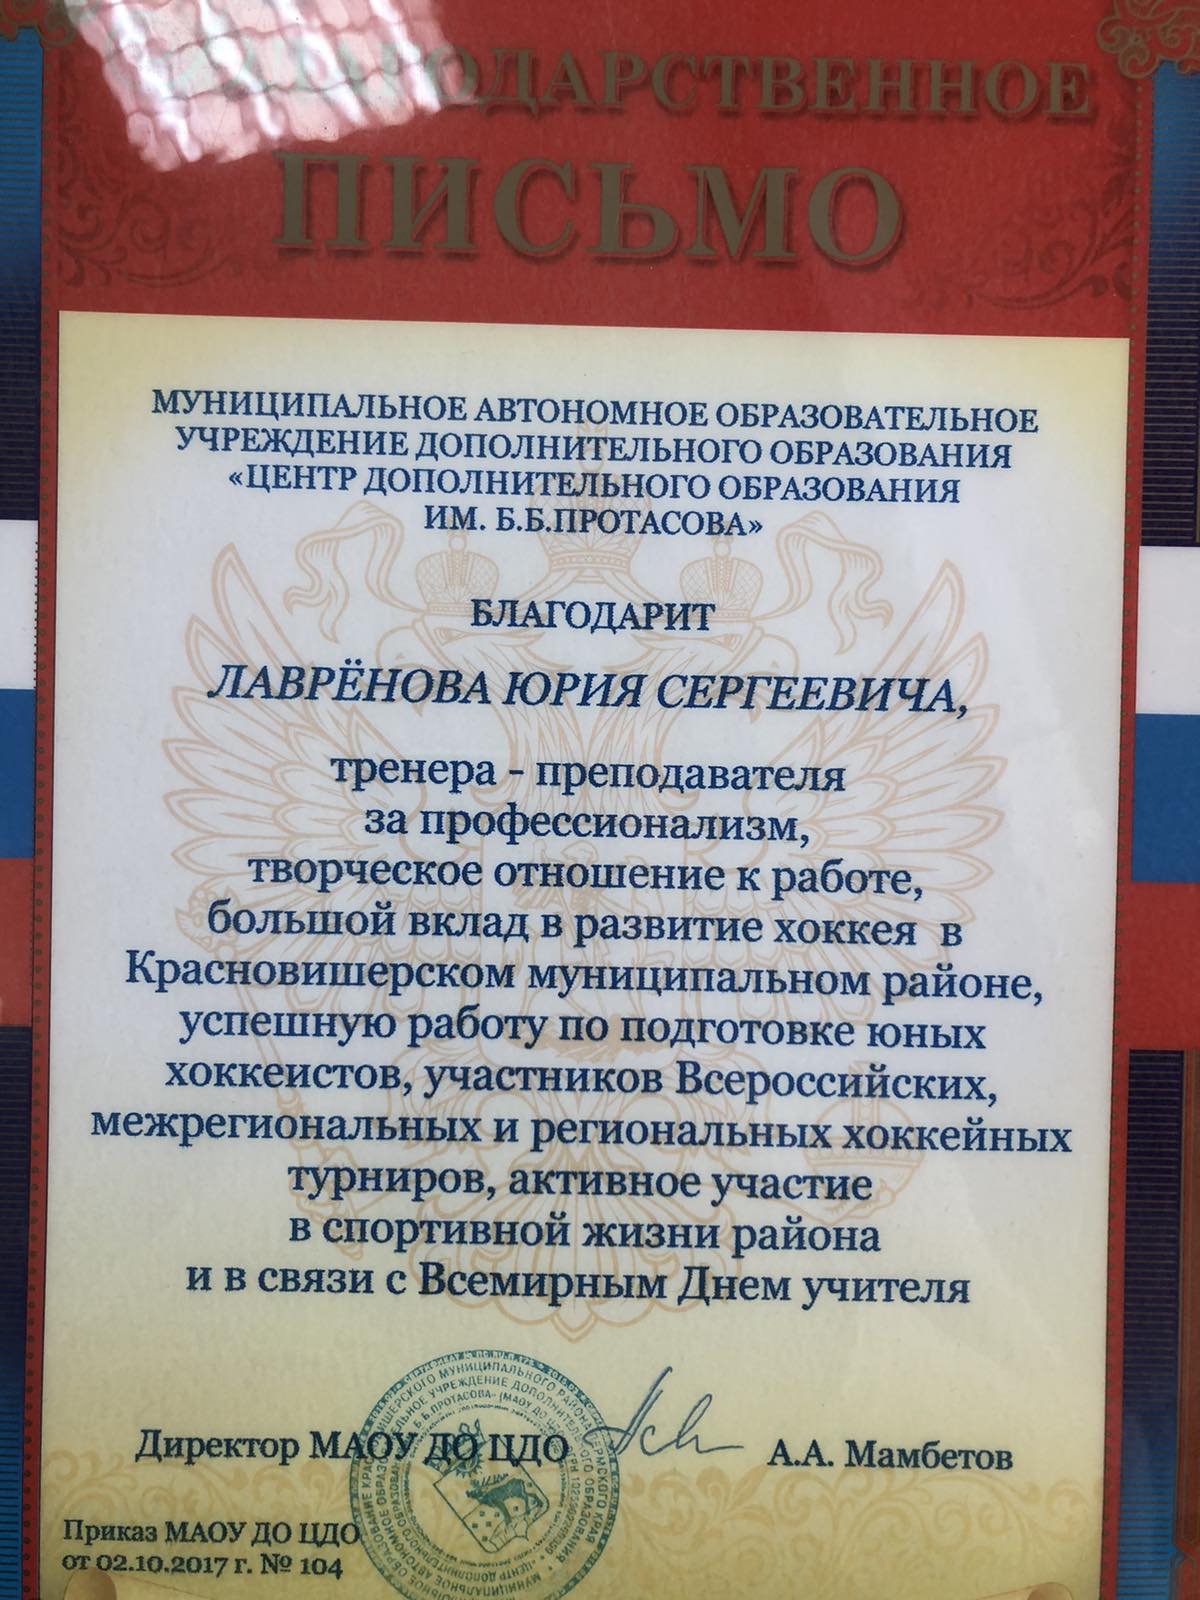 БЛАГОДАРСТВЕННОЕ
ПИСЬМО
МУНИЦИПАЛЬНОЕ АВТОНОМНОЕ ОБРАЗОВАТЕЛЬНОЕ
УЧРЕЖДЕНИЕ ДОПОЛНИТЕЛЬНОГО ОБРАЗОВАНИЯ
«ЦЕНТР ДОПОЛНИТЕЛЬНОГО ОБРАЗОВАНИЯ
ИМ. Б.Б.ПРОТАСОВА»
БЛАГОДАРИТ
ЛАВРЁНОВА ЮРИЯ СЕРГЕЕВИЧА,
тренера - преподавателя
за профессионализм,
творческое отношение к работе,
большой вклад в развитие хоккея в
Красновишерском муниципальном районе,
успешную работу по подготовке юных
хоккеистов, участников Всероссийских,
межрегиональных и региональных хоккейных
турниров, активное участие
в спортивной жизни района
и в связи с Всемирным Днем учителя
Директор МАОУ ДО ЦДО
А.А. Мамбетов
Приказ МАОУ ДО ЦДО
от 02.10.2017 г. № 104